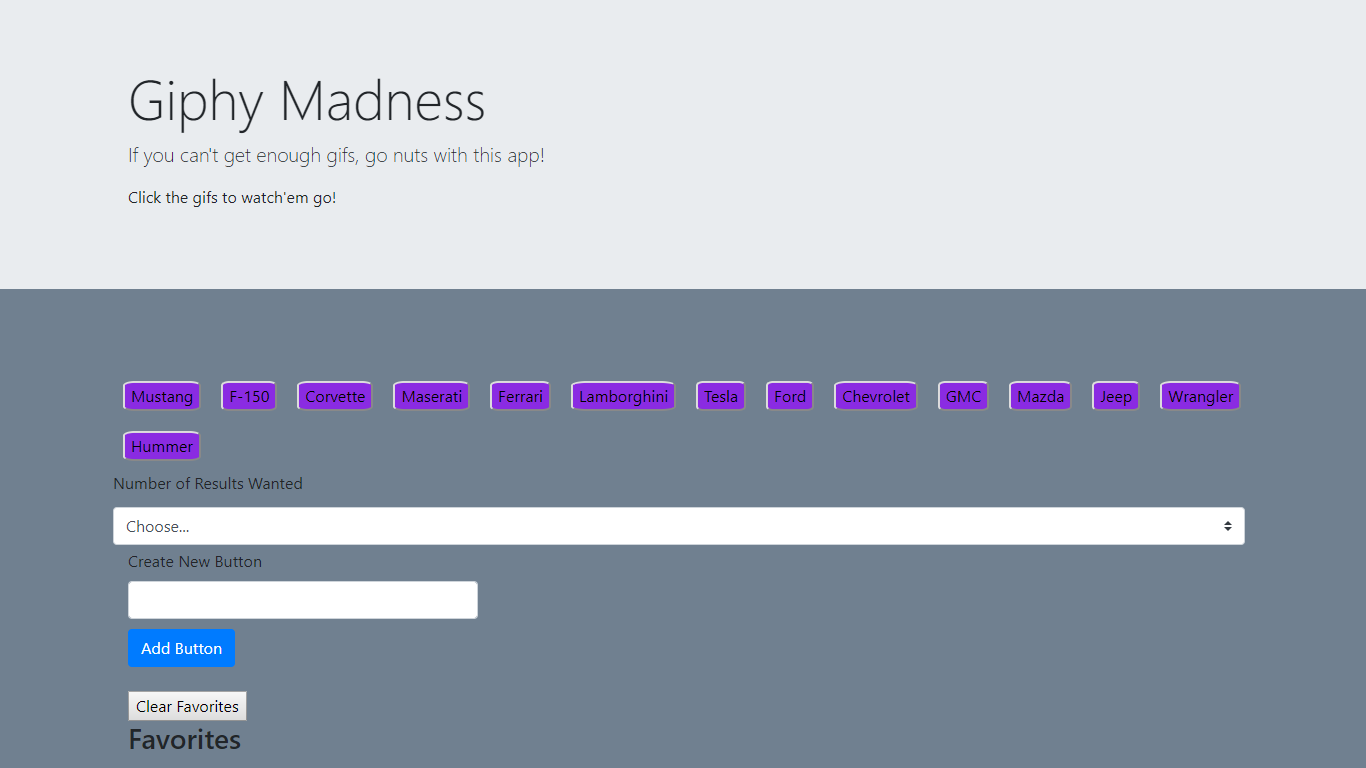 Giphy Madness
If you can't get enough gifs, go nuts with this app!
Click the gifs to watch'em go!
Mustang F-150 Corvette Maserati Ferrari Lamborghini Tesla Ford Chevrolet GMC Mazda Jeep Wrangler
Hummer
Number of Results Wanted
Choose...
Create New Button
Add Button
Clear Favorites
Favorites